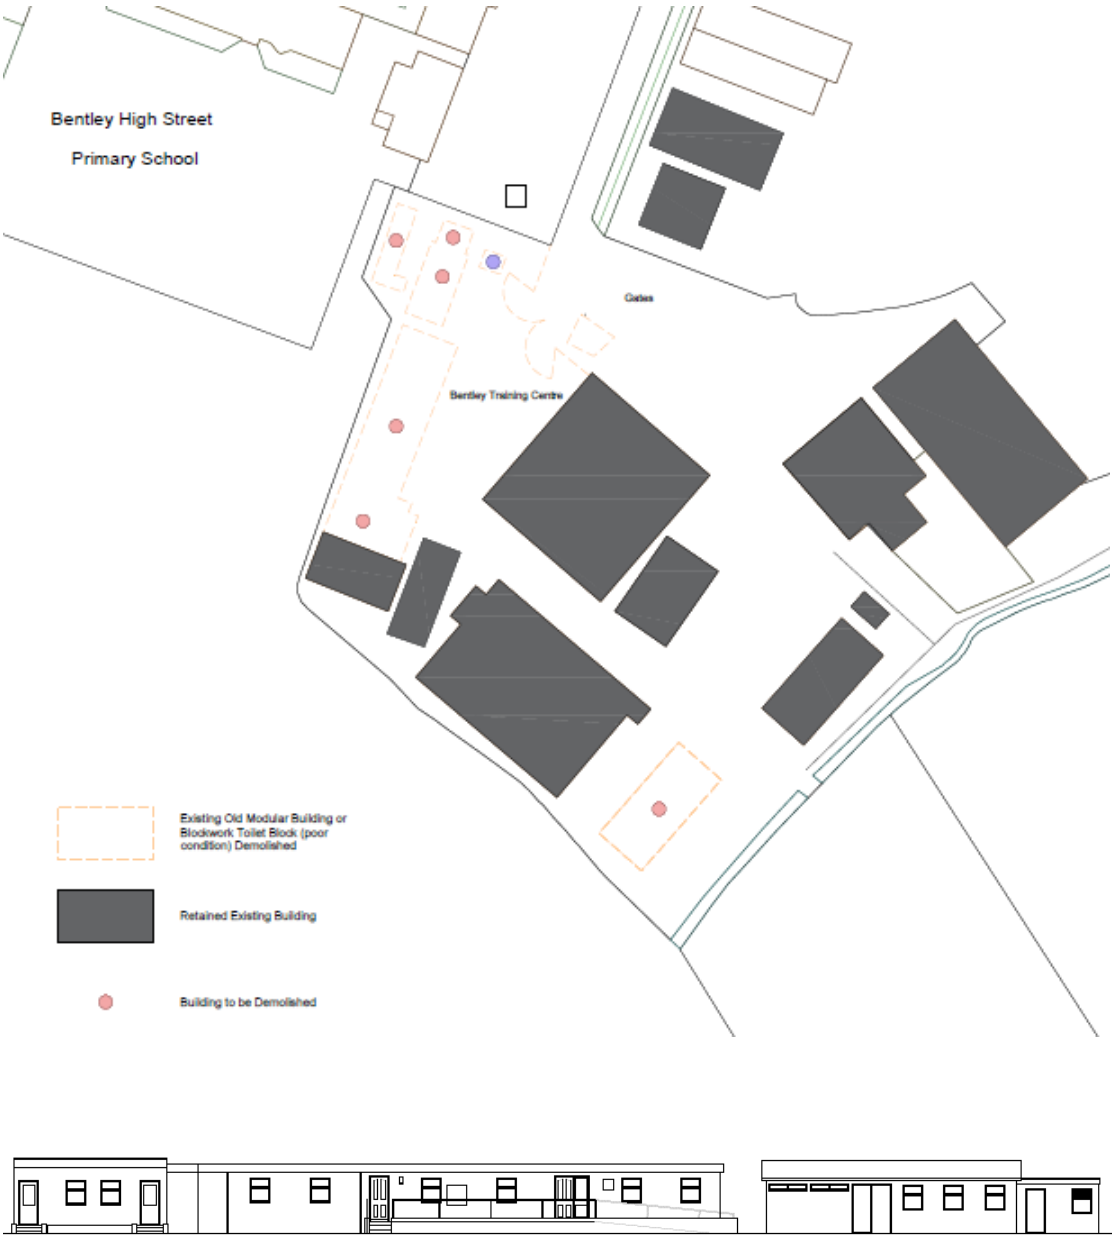 Bentley High Street
Primary School
Gates
Bentley Training Centre
Existing Old Modular Building or
Blockwork Toilet Block (poor
condition) Demolished
Retained Existing Building
Building to be Demolished